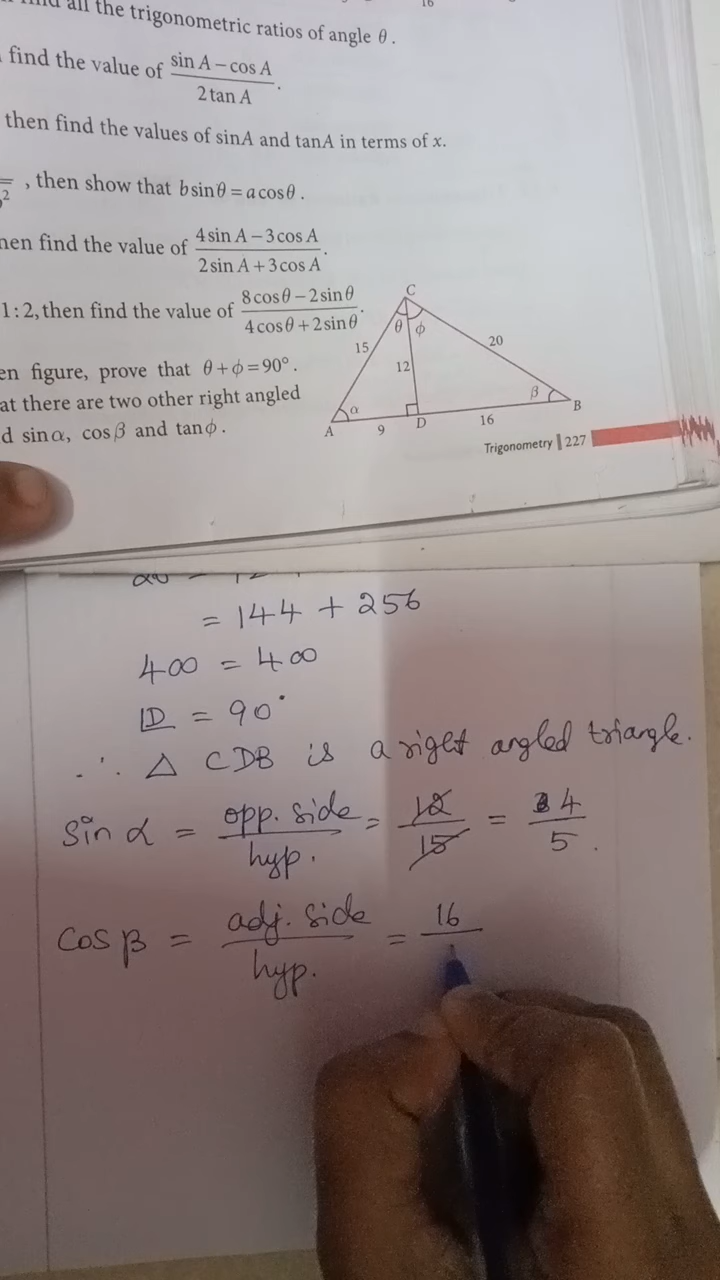 all the trigonometric ratios of angle θ.
find the value of (sin A − cos A)/(2 tan A).
then find the values of sinA and tanA in terms of x.
, then show that b sinθ = a cosθ.
find the value of (4 sin A − 3 cos A)/(2 sin A + 3 cos A).
1:2, then find the value of (8 cosθ − 2 sinθ)/(4 cosθ + 2 sinθ).
figure, prove that θ + ϕ = 90°.
at there are two other right angled
sinα, cosβ and tanϕ.
C
θ ϕ
15
12
20
α
β
A
9
D
16
B
Trigonometry | 227
= 144 + 256
400 = 400
∠D = 90°
∴ △ CDB is a right angled triangle.
sin α = opp. side/hyp. = 12/15 = 4/5.
Cos β = adj. side/hyp. = 16/